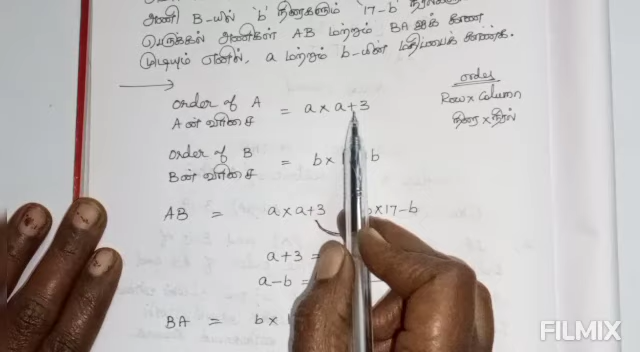 அணி B-யில் 'b' நிரைகளும் '17-b'
பெருக்கல் அணிகள் AB மற்றும் BA ஐக் காண
முடியும் எனில், a மற்றும் b-யின் மதிப்பைக் காண்க.
order
Row x Column
நிரை x நிரல்
order of A = a x a+3
A ன் வரிசை
order of B = b x b
B ன் வரிசை
AB = a x a+3 x 17-b
a+3 =
a-b =
BA = b x
FILMIX